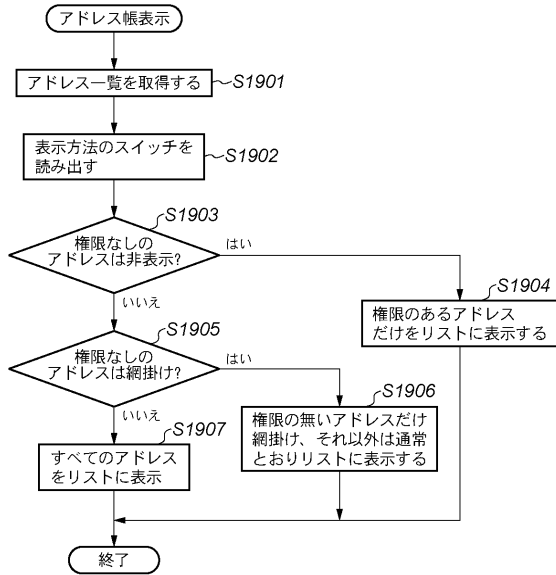 アドレス帳表示
アドレス一覧を取得する
S1901
表示方法のスイッチを
読み出す
S1902
S1903
権限なしの
アドレスは非表示?
はい
いいえ
S1904
権限のあるアドレス
だけをリストに表示する
S1905
権限なしの
アドレスは網掛け?
はい
いいえ
S1906
権限の無いアドレスだけ
網掛け、それ以外は通常
とおりリストに表示する
S1907
すべてのアドレス
をリストに表示
終了